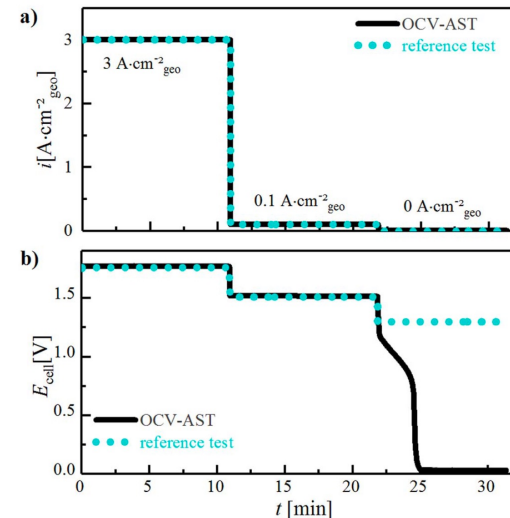 a)
OCV-AST
reference test
3 A·cm⁻²geo
0.1 A·cm⁻²geo
0 A·cm⁻²geo
i[A·cm⁻²geo]
3
2
1
0
b)
1.5
1.0
0.5
0.0
Ecell[V]
OCV-AST
reference test
0 5 10 15 20 25 30
t [min]